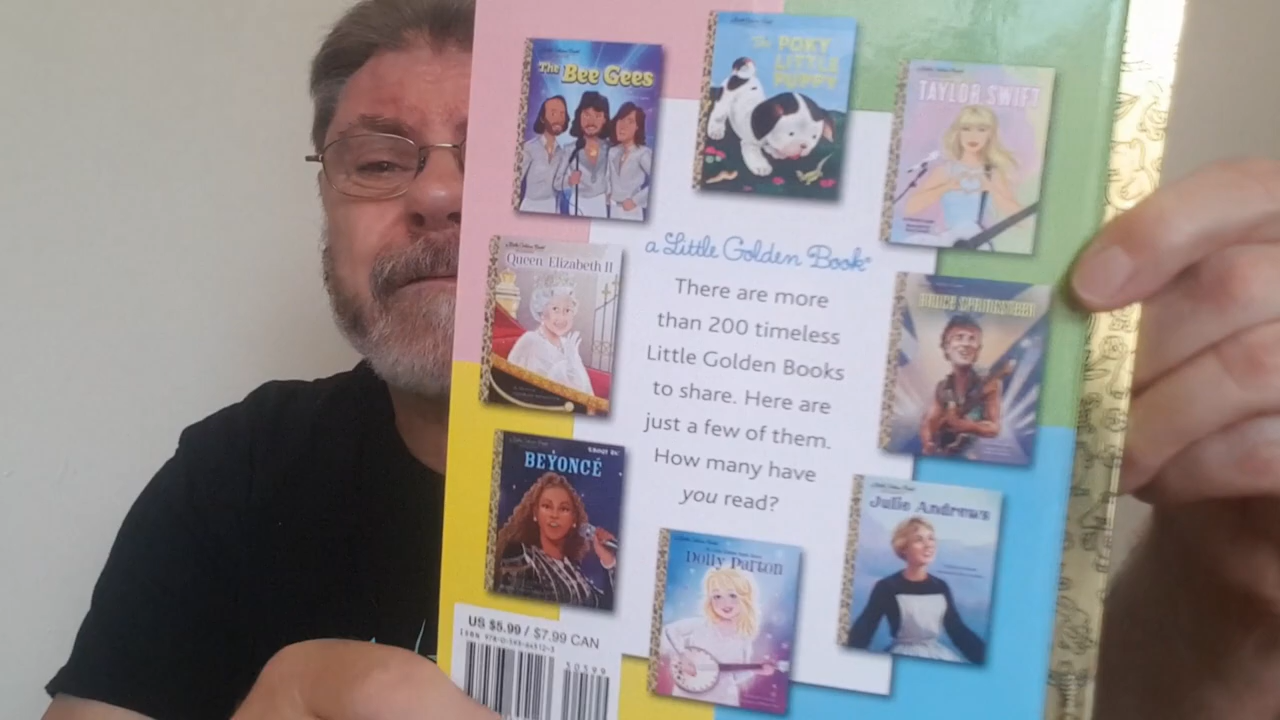 The Bee Gees
The POKY
LITTLE
PUPPY
TAYLOR SWIFT
a Little Golden Book®
There are more
than 200 timeless
Little Golden Books
to share. Here are
just a few of them.
How many have
you read?
Queen Elizabeth II
BEYONCÉ
Dolly Parton
Julie Andrews
US $5.99 / $7.99 CAN
50599